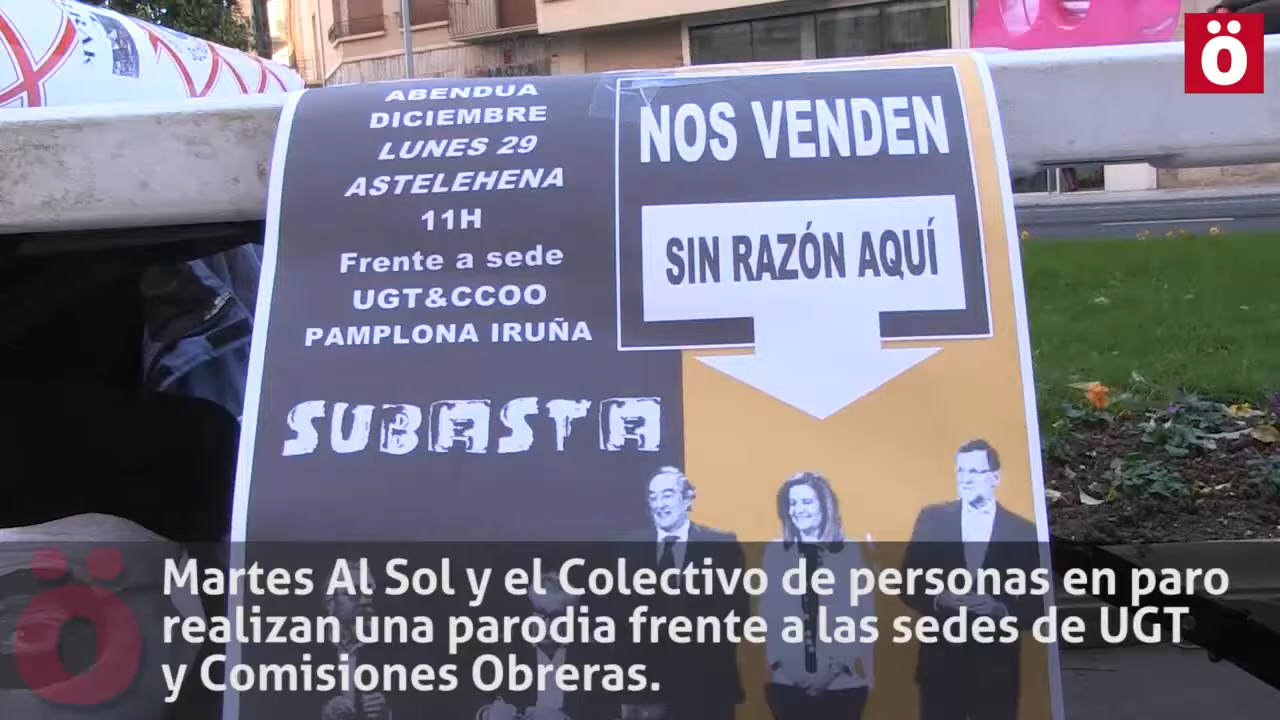 ABENDUA
DICIEMBRE
LUNES 29
ASTELEHENA
11H
Frente a sede
UGT&CCOO
PAMPLONA IRUÑA
SUBASTA
NOS VENDEN
SIN RAZÓN AQUÍ
Ö
Martes Al Sol y el Colectivo de personas en paro
realizan una parodia frente a las sedes de UGT
y Comisiones Obreras.
ö